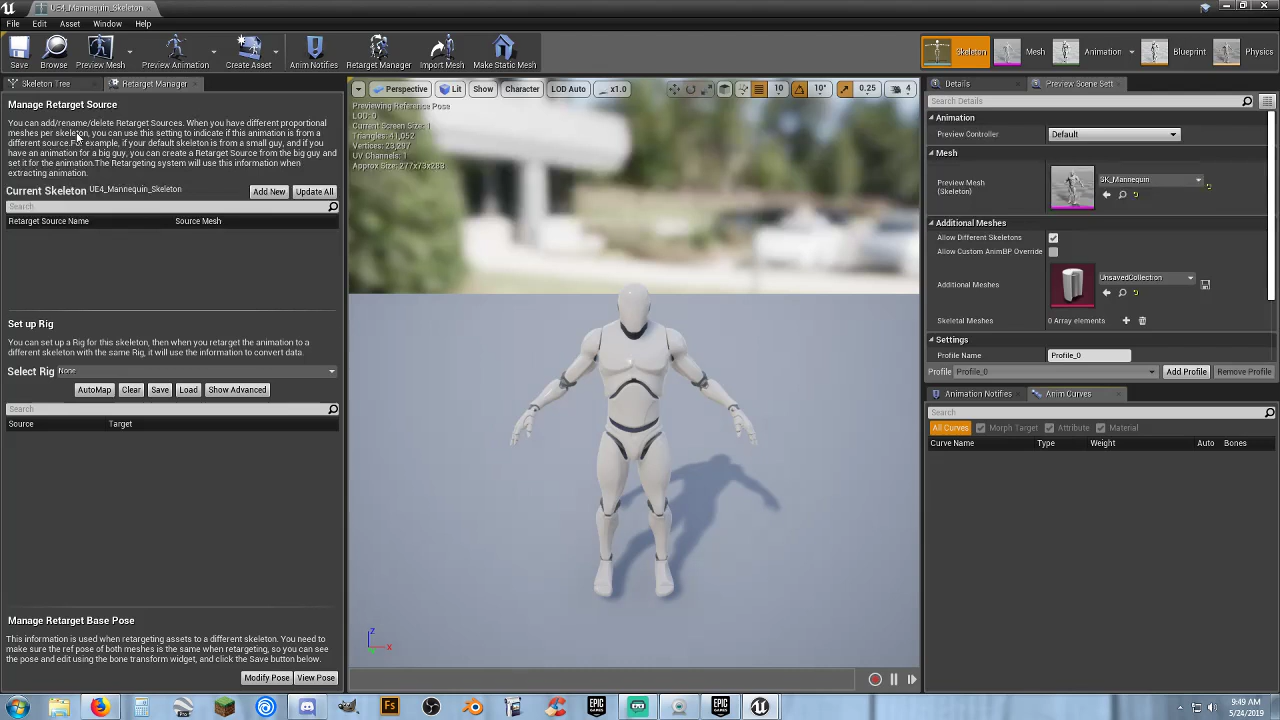 UE4_Mannequin_Skeleton
File Edit Asset Window Help
Save Browse Preview Mesh Preview Animation Create Asset Anim Notifies Retarget Manager Import Mesh Make Static Mesh
Skeleton Mesh Animation Blueprint Physics
Skeleton Tree Retarget Manager
Manage Retarget Source
You can add/rename/delete Retarget Sources. When you have different proportional
meshes per skeleton, you can use this setting to indicate if this animation is from a
different source.For example, if your default skeleton is from a small guy, and if you
have an animation for a big guy, you can create a Retarget Source from the big guy and
set it for the animation.The Retargeting system will use this information when
extracting animation.
Current Skeleton UE4_Mannequin_Skeleton Add New Update All
Search
Retarget Source Name Source Mesh
Set up Rig
You can set up a Rig for this skeleton, then when you retarget the animation to a
different skeleton with the same Rig, it will use the information to convert data.
Select Rig None
AutoMap Clear Save Load Show Advanced
Search
Source Target
Manage Retarget Base Pose
This information is used when retargeting assets to a different skeleton. You need to
make sure the ref pose of both meshes is the same when retargeting, so you can see
the pose and edit using the bone transform widget, and click the Save button below.
Modify Pose View Pose
Perspective Lit Show Character LOD Auto x1.0 10 10° 0.25 4
Previewing Reference Pose
LOD: 0
Current Screen Size: 1
Triangles: 41,052
Vertices: 23,297
UV Channels: 1
Approx Size: 277x73x283
Z
X
Details Preview Scene Sett
Search Details
Animation
Preview Controller Default
Mesh
Preview Mesh
(Skeleton)
SK_Mannequin
Additional Meshes
Allow Different Skeletons
Allow Custom AnimBP Override
Additional Meshes UnsavedCollection
Skeletal Meshes 0 Array elements
Settings
Profile Name Profile_0
Profile Profile_0 Add Profile Remove Profile
Animation Notifies Anim Curves
Search
All Curves Morph Target Attribute Material
Curve Name Type Weight Auto Bones
Pro Fs EPIC GAMES EPIC GAMES
9:49 AM
5/24/2019